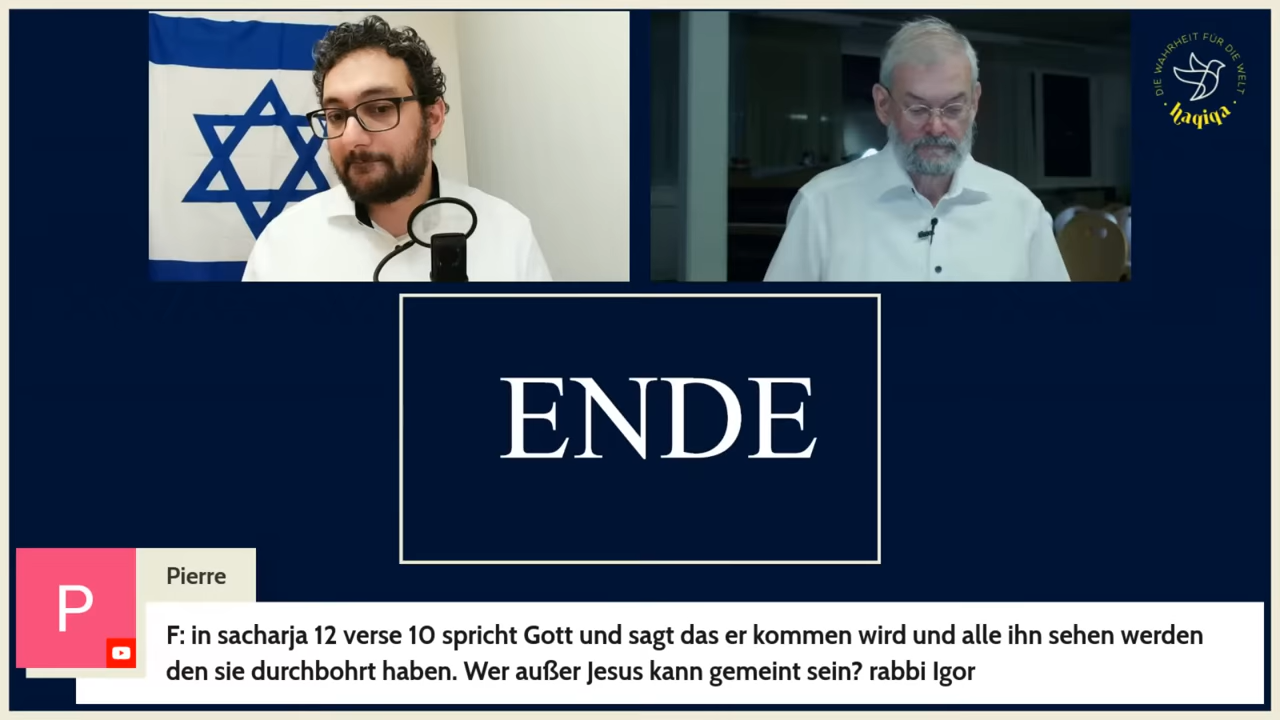 DIE WAHRHEIT FÜR DIE WELT
haqiqa
ENDE
P
Pierre
F: in sacharja 12 verse 10 spricht Gott und sagt das er kommen wird und alle ihn sehen werden
den sie durchbohrt haben. Wer außer Jesus kann gemeint sein? rabbi Igor